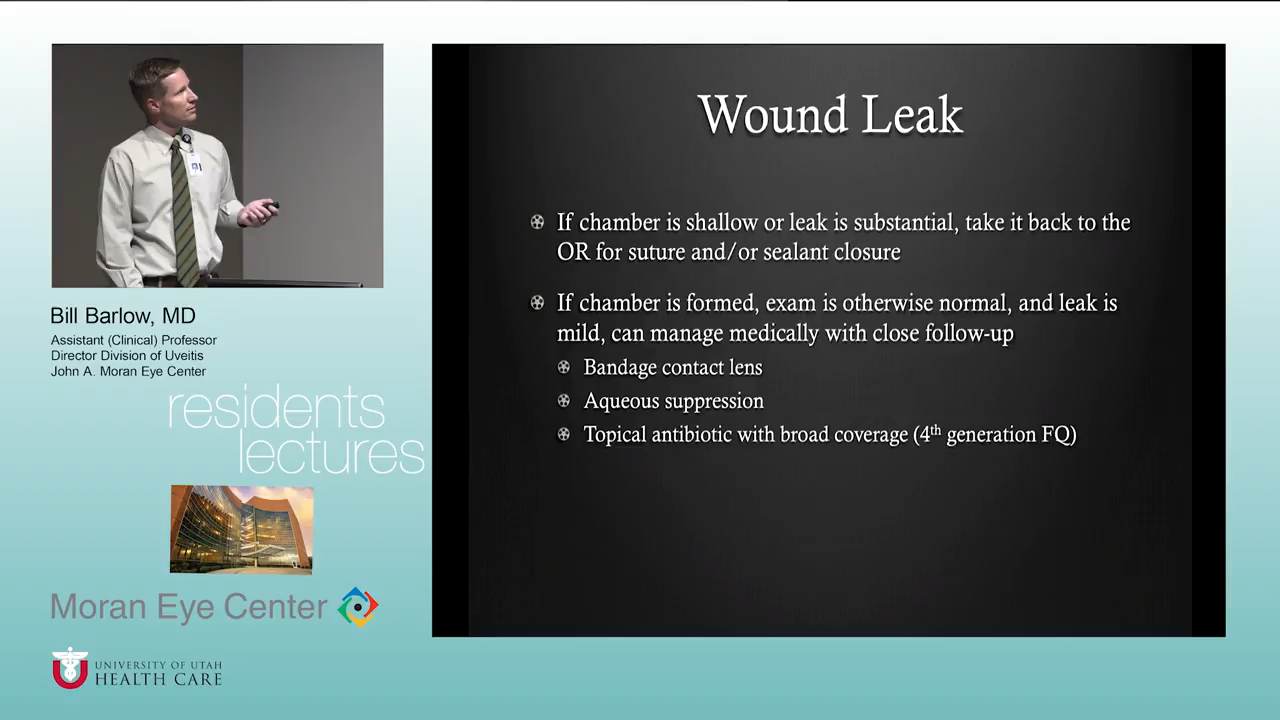 Wound Leak
If chamber is shallow or leak is substantial, take it back to the
OR for suture and/or sealant closure
If chamber is formed, exam is otherwise normal, and leak is
mild, can manage medically with close follow-up
Bandage contact lens
Aqueous suppression
Topical antibiotic with broad coverage (4th generation FQ)
Bill Barlow, MD
Assistant (Clinical) Professor
Director Division of Uveitis
John A. Moran Eye Center
residents
lectures
Moran Eye Center
UNIVERSITY OF UTAH
HEALTH CARE